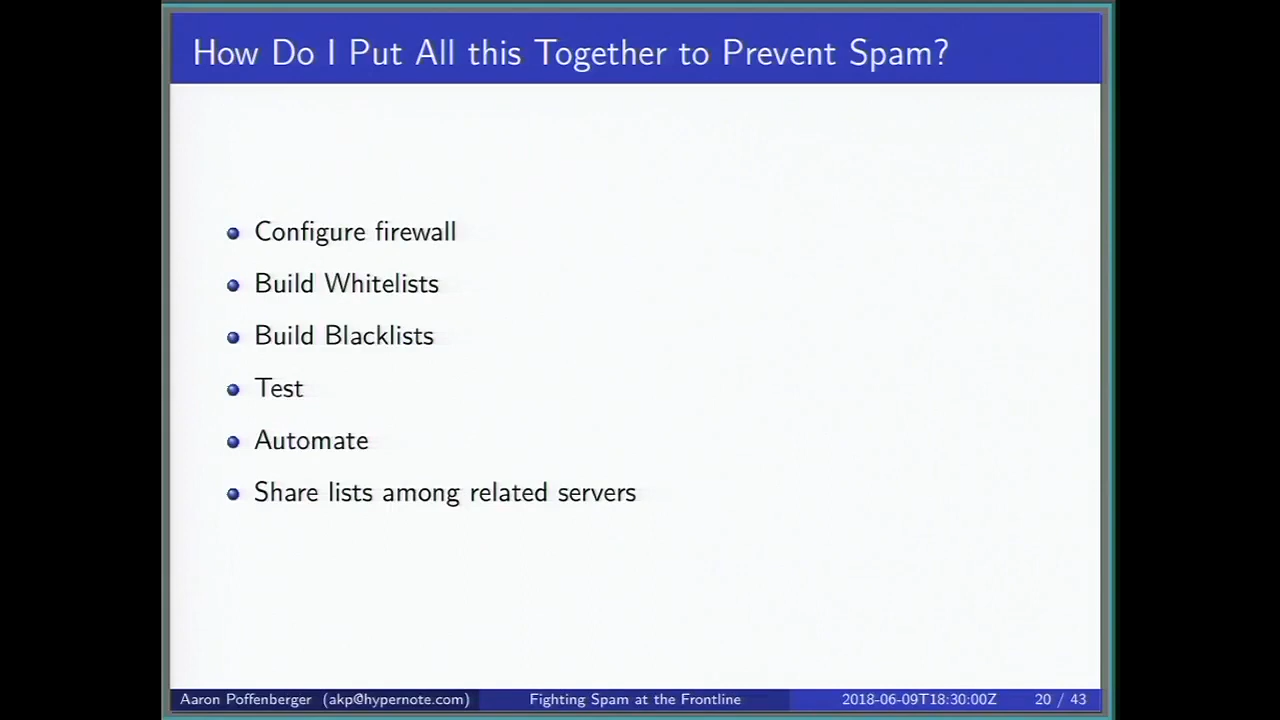 How Do I Put All this Together to Prevent Spam?
Configure firewall
Build Whitelists
Build Blacklists
Test
Automate
Share lists among related servers
Aaron Poffenberger (akp@hypernote.com) Fighting Spam at the Frontline 2018-06-09T18:30:00Z 20 / 43